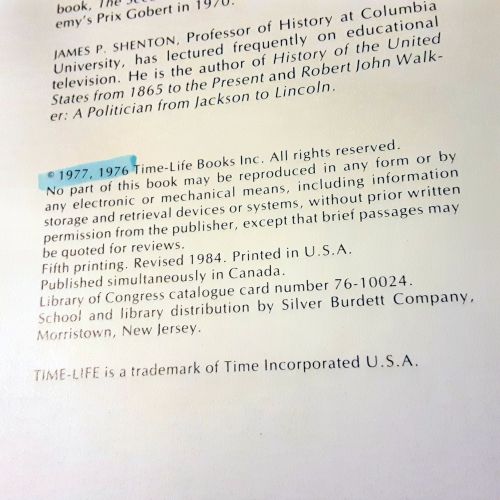 book, The
emy's Prix Gobert in 1970.
JAMES P. SHENTON, Professor of History at Columbia
University, has lectured frequently on educational
television. He is the author of History of the United
States from 1865 to the Present and Robert John Walk-
er: A Politician from Jackson to Lincoln.
© 1977, 1976 Time-Life Books Inc. All rights reserved.
No part of this book may be reproduced in any form or by
any electronic or mechanical means, including information
storage and retrieval devices or systems, without prior written
permission from the publisher, except that brief passages may
be quoted for reviews.
Fifth printing. Revised 1984. Printed in U.S.A.
Published simultaneously in Canada.
Library of Congress catalogue card number 76-10024.
School and library distribution by Silver Burdett Company,
Morristown, New Jersey.
TIME-LIFE is a trademark of Time Incorporated U.S.A.